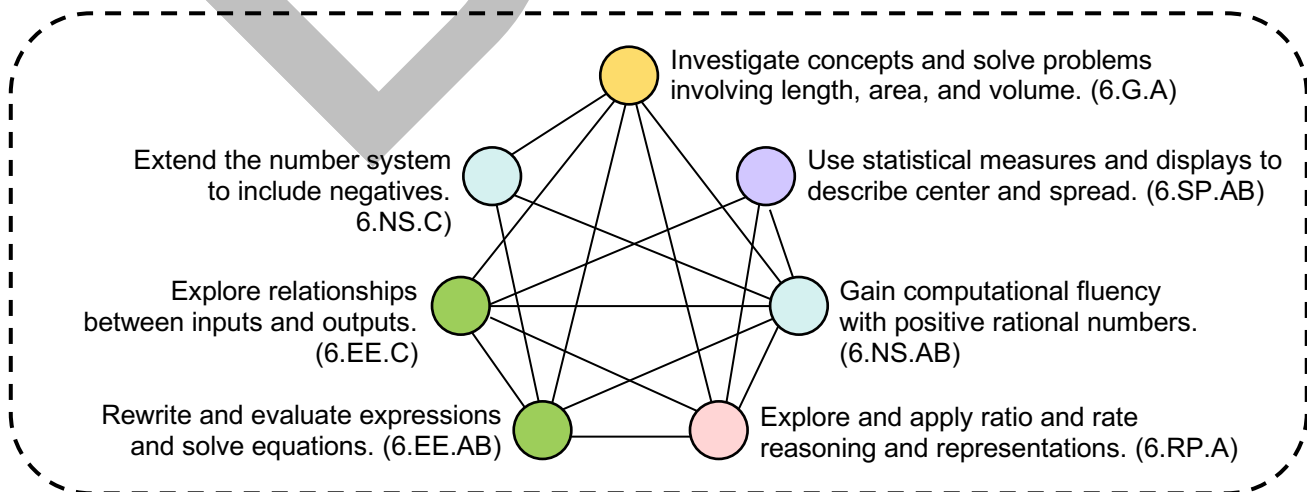 Investigate concepts and solve problems
involving length, area, and volume. (6.G.A)
Extend the number system
to include negatives.
6.NS.C)
Use statistical measures and displays to
describe center and spread. (6.SP.AB)
Explore relationships
between inputs and outputs.
(6.EE.C)
Gain computational fluency
with positive rational numbers.
(6.NS.AB)
Rewrite and evaluate expressions
and solve equations. (6.EE.AB)
Explore and apply ratio and rate
reasoning and representations. (6.RP.A)